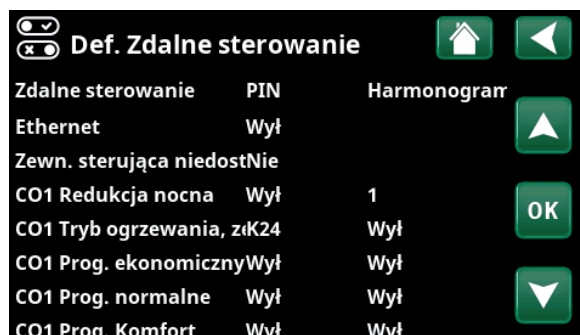 Def. Zdalne sterowanie
Zdalne sterowanie PIN Harmonogram
Ethernet Wył
Zewn. sterująca niedost Nie
CO1 Redukcja nocna Wył 1
CO1 Tryb ogrzewania, ze K24 Wył
CO1 Prog. ekonomiczny Wył Wył
CO1 Prog. normalne Wył Wył
CO1 Prog. Komfort Wył Wył
OK